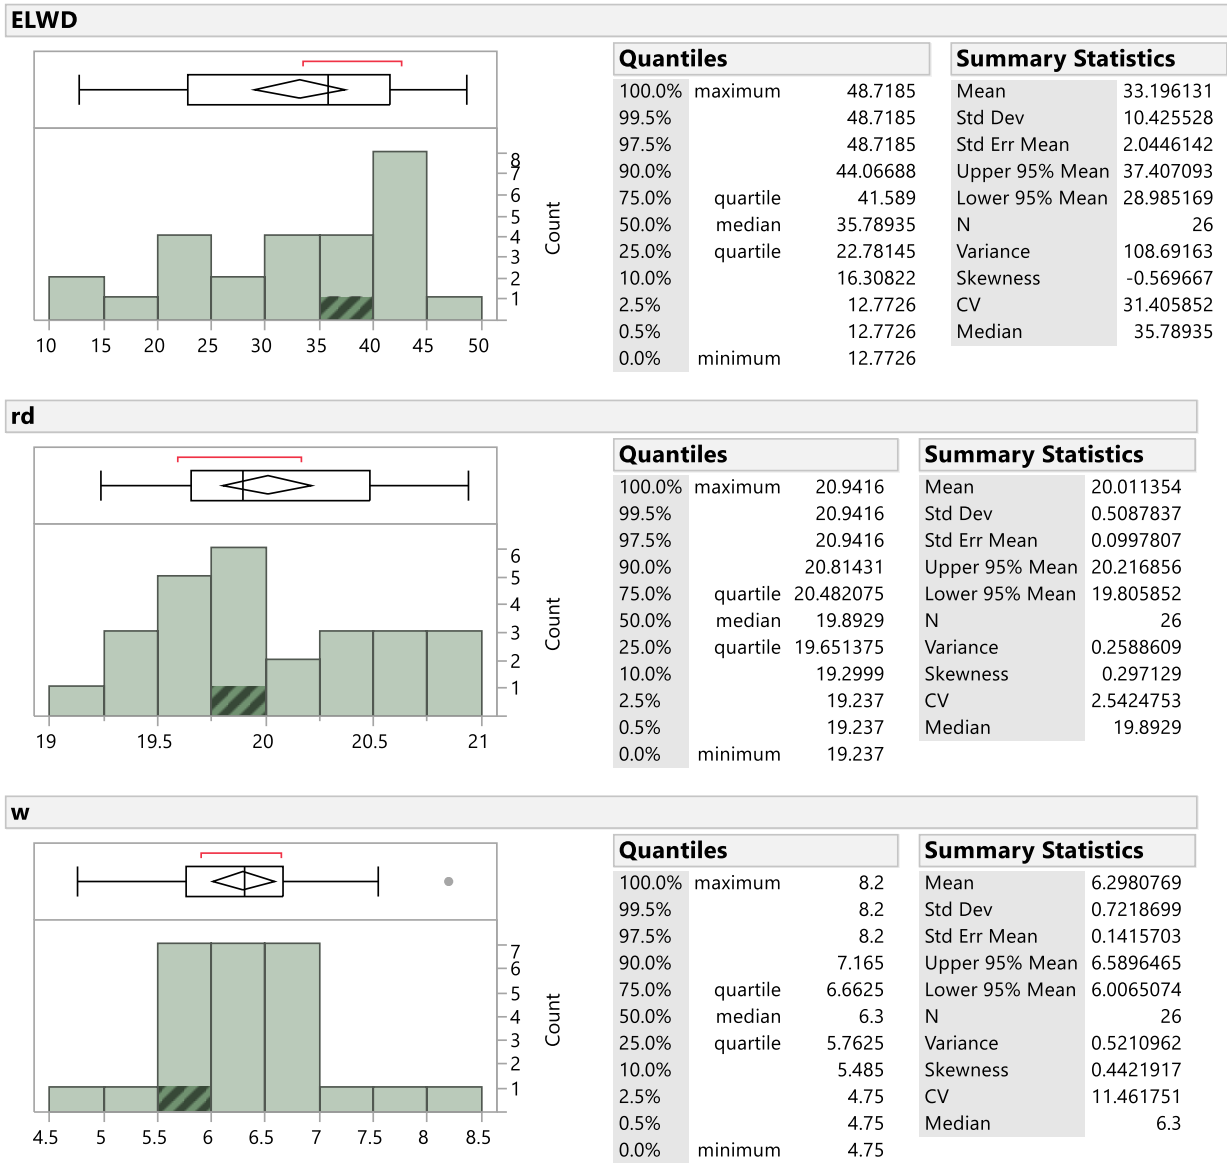 ELWD
8
7
6
5
4
3
2
1
Count
10 15 20 25 30 35 40 45 50
Quantiles
100.0% maximum 48.7185
99.5% 48.7185
97.5% 48.7185
90.0% 44.06688
75.0% quartile 41.589
50.0% median 35.78935
25.0% quartile 22.78145
10.0% 16.30822
2.5% 12.7726
0.5% 12.7726
0.0% minimum 12.7726
Summary Statistics
Mean 33.196131
Std Dev 10.425528
Std Err Mean 2.0446142
Upper 95% Mean 37.407093
Lower 95% Mean 28.985169
N 26
Variance 108.69163
Skewness -0.569667
CV 31.405852
Median 35.78935
rd
6
5
4
3
2
1
Count
19 19.5 20 20.5 21
Quantiles
100.0% maximum 20.9416
99.5% 20.9416
97.5% 20.9416
90.0% 20.81431
75.0% quartile 20.482075
50.0% median 19.8929
25.0% quartile 19.651375
10.0% 19.2999
2.5% 19.237
0.5% 19.237
0.0% minimum 19.237
Summary Statistics
Mean 20.011354
Std Dev 0.5087837
Std Err Mean 0.0997807
Upper 95% Mean 20.216856
Lower 95% Mean 19.805852
N 26
Variance 0.2588609
Skewness 0.297129
CV 2.5424753
Median 19.8929
w
7
6
5
4
3
2
1
Count
4.5 5 5.5 6 6.5 7 7.5 8 8.5
Quantiles
100.0% maximum 8.2
99.5% 8.2
97.5% 8.2
90.0% 7.165
75.0% quartile 6.6625
50.0% median 6.3
25.0% quartile 5.7625
10.0% 5.485
2.5% 4.75
0.5% 4.75
0.0% minimum 4.75
Summary Statistics
Mean 6.2980769
Std Dev 0.7218699
Std Err Mean 0.1415703
Upper 95% Mean 6.5896465
Lower 95% Mean 6.0065074
N 26
Variance 0.5210962
Skewness 0.4421917
CV 11.461751
Median 6.3